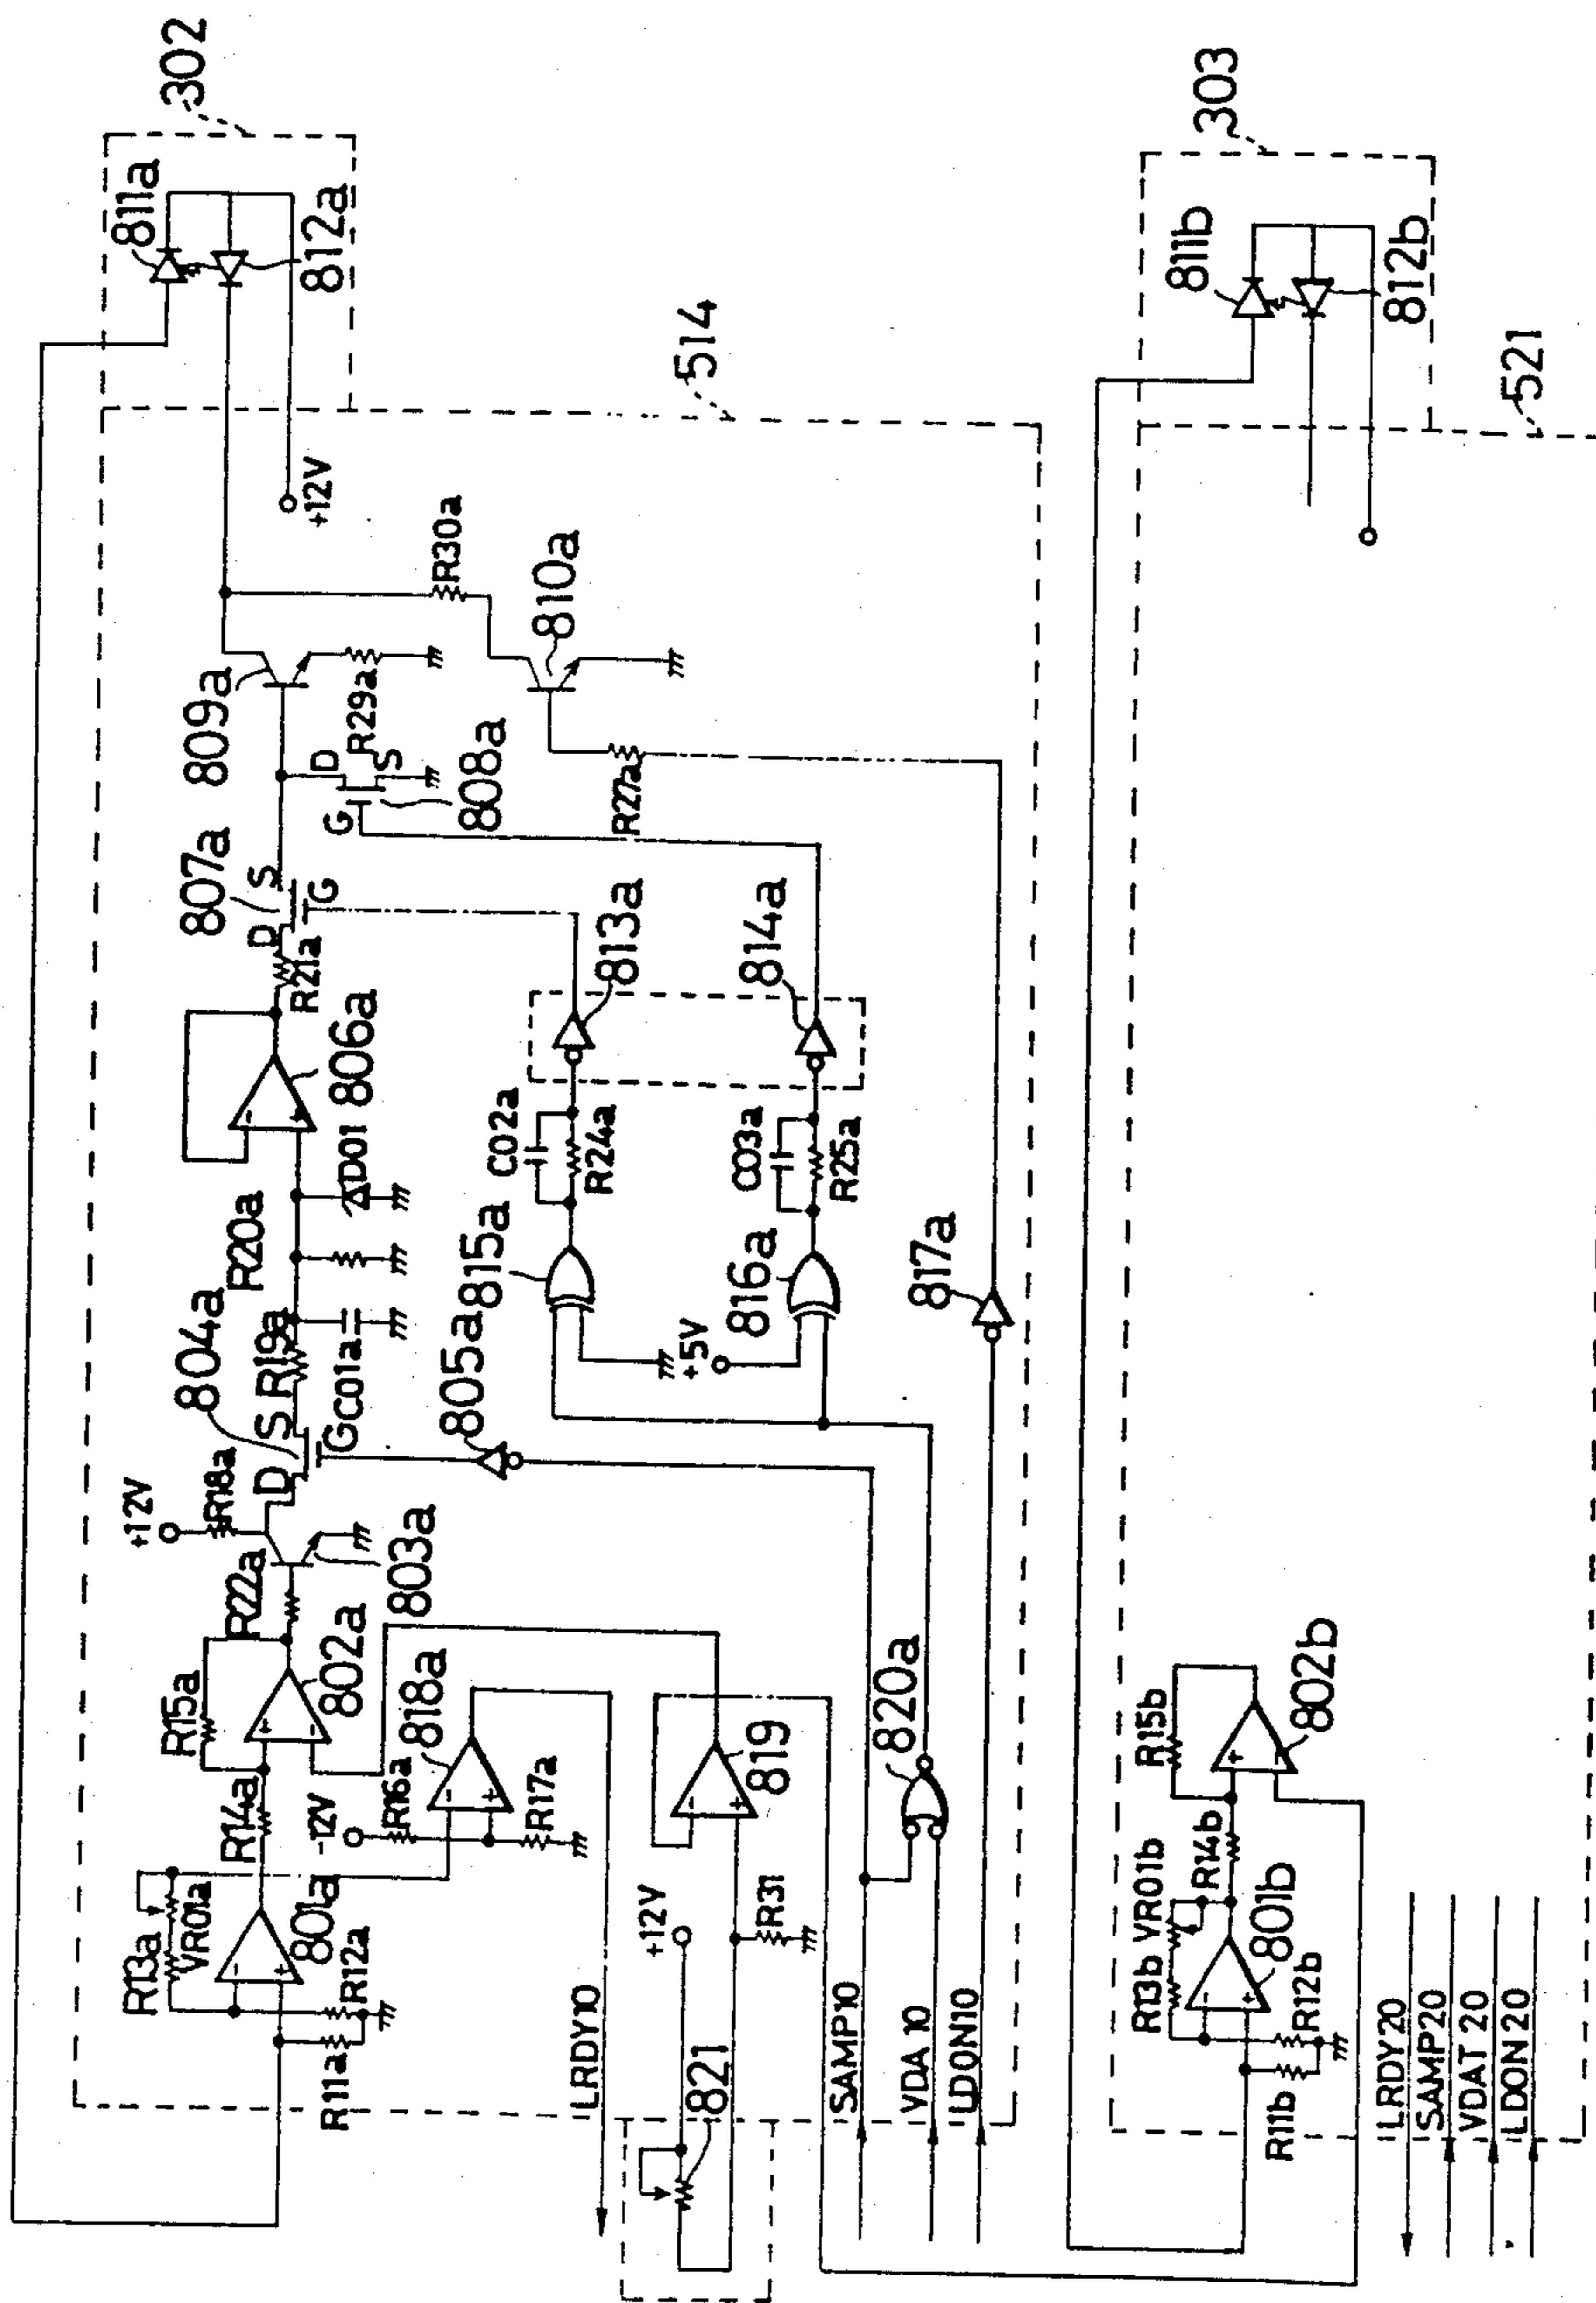 302
811a
812a
+12V
514
R30a
810a
809a
R29a
D
S
G
808a
R27a
807a
S
D
G
R21a
813a
814a
806a
C02a
R24a
C03a
R25a
D01
R20a
815a
816a
817a
+5V
804a
R19a
S
C01a
G
D
805a
+12V
R18a
R22a
803a
R15a
802a
818a
R14a
-12V
R16a
R17a
819
820a
R13a
VR01a
801a
R12a
R11a
+12V
R31
LRDY10
821
SAMP10
VDA 10
LDON10
303
811b
812b
521
R15b
802b
R14b
R13b VR01b
801b
R12b
R11b
LRDY20
SAMP20
VDAT 20
LDON 20